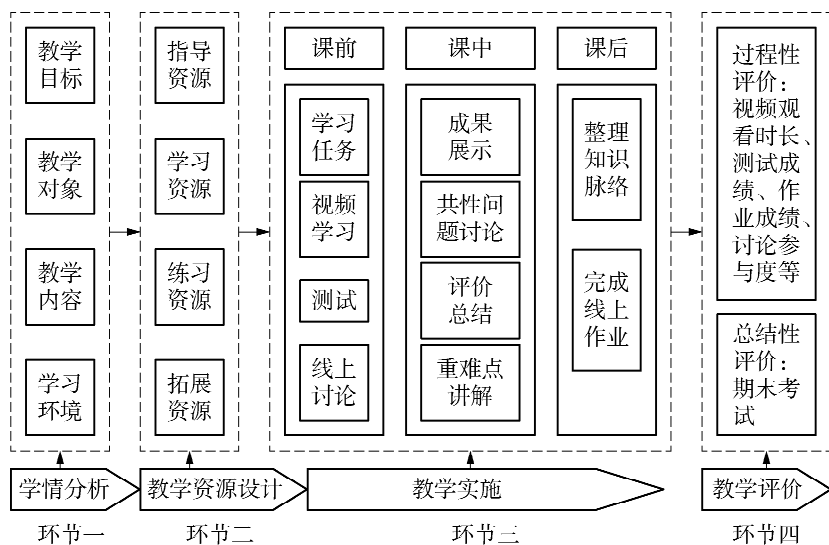 教学
目标
教学
对象
教学
内容
学习
环境
指导
资源
学习
资源
练习
资源
拓展
资源
课前
学习
任务
视频
学习
测试
线上
讨论
课中
成果
展示
共性问
题讨论
评价
总结
重难点
讲解
课后
整理
知识
脉络
完成
线上
作业
过程性
评价：
视频观
看时长、
测试成
绩、作
业成绩、
讨论参
与度等
总结性
评价：
期末考
试
学情分析
教学资源设计
教学实施
教学评价
环节一
环节二
环节三
环节四